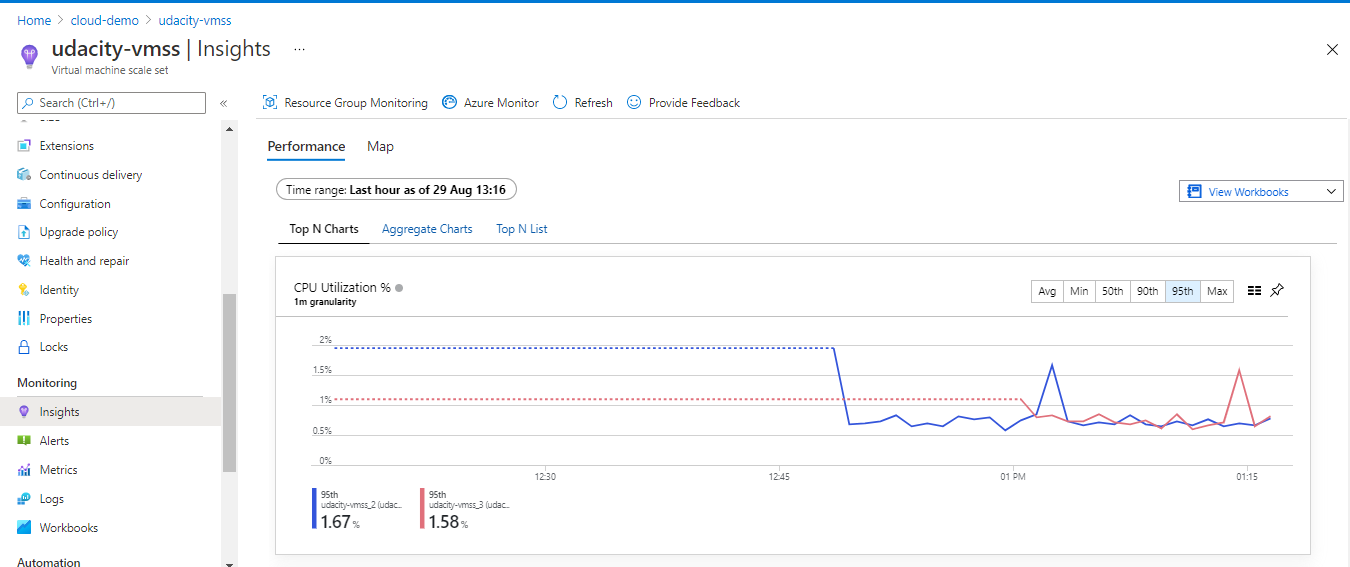 Home > cloud-demo > udacity-vmss
udacity-vmss | Insights ...
Virtual machine scale set
Search (Ctrl+/)
«
Extensions
Continuous delivery
Configuration
Upgrade policy
Health and repair
Identity
Properties
Locks
Monitoring
Insights
Alerts
Metrics
Logs
Workbooks
Automation
Resource Group Monitoring Azure Monitor Refresh Provide Feedback
Performance Map
Time range: Last hour as of 29 Aug 13:16
View Workbooks
Top N Charts Aggregate Charts Top N List
CPU Utilization %
1m granularity
Avg Min 50th 90th 95th Max
2%
1.5%
1%
0.5%
0%
12:30 12:45 01 PM 01:15
95th
udacity-vmss_2 (udac...
1.67 %
95th
udacity-vmss_3 (udac...
1.58 %